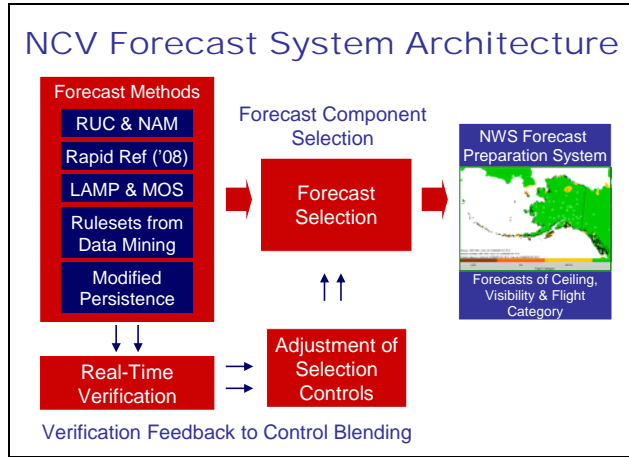 NCV Forecast System Architecture
Forecast Methods
RUC & NAM
Rapid Ref ('08)
LAMP & MOS
Rulesets from
Data Mining
Modified
Persistence
Forecast Component
Selection
Forecast
Selection
NWS Forecast
Preparation System
Forecasts of Ceiling,
Visibility & Flight
Category
Real-Time
Verification
Adjustment of
Selection
Controls
Verification Feedback to Control Blending